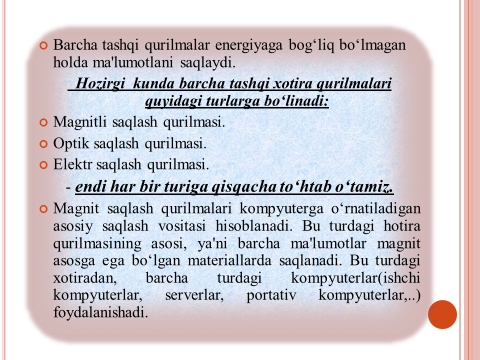 Barcha tashqi qurilmalar energiyaga bog‘liq bo‘lmagan
holda ma'lumotlani saqlaydi.
Hozirgi kunda barcha tashqi xotira qurilmalari
quyidagi turlarga bo‘linadi:
Magnitli saqlash qurilmasi.
Optik saqlash qurilmasi.
Elektr saqlash qurilmasi.
- endi har bir turiga qisqacha to‘htab o‘tamiz.
Magnit saqlash qurilmalari kompyuterga o‘rnatiladigan
asosiy saqlash vositasi hisoblanadi. Bu turdagi hotira
qurilmasining asosi, ya'ni barcha ma'lumotlar magnit
asosga ega bo‘lgan materiallarda saqlanadi. Bu turdagi
xotiradan, barcha turdagi kompyuterlar(ishchi
kompyuterlar, serverlar, portativ kompyuterlar,..)
foydalanishadi.